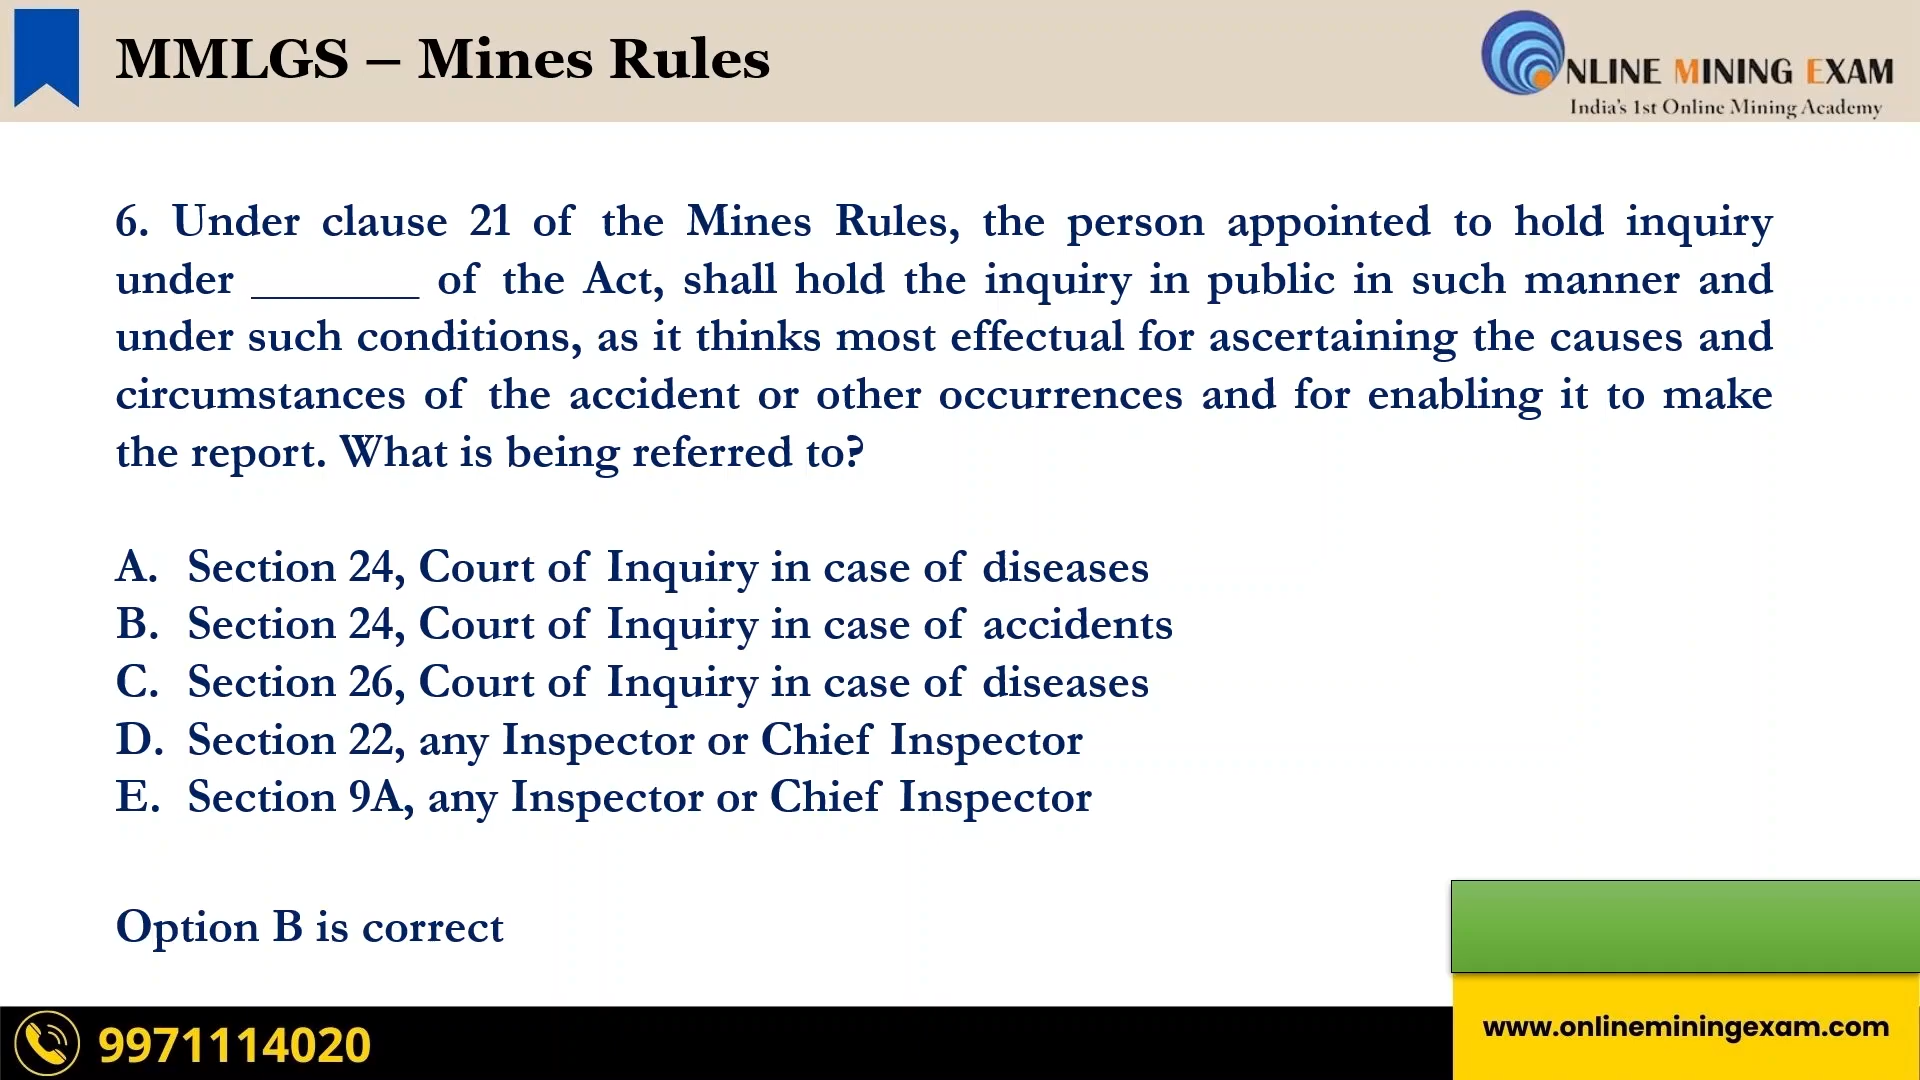 MMLGS – Mines Rules
NLINE MINING EXAM
India's 1st Online Mining Academy
6. Under clause 21 of the Mines Rules, the person appointed to hold inquiry
under _______ of the Act, shall hold the inquiry in public in such manner and
under such conditions, as it thinks most effectual for ascertaining the causes and
circumstances of the accident or other occurrences and for enabling it to make
the report. What is being referred to?
A. Section 24, Court of Inquiry in case of diseases
B. Section 24, Court of Inquiry in case of accidents
C. Section 26, Court of Inquiry in case of diseases
D. Section 22, any Inspector or Chief Inspector
E. Section 9A, any Inspector or Chief Inspector
Option B is correct
9971114020
www.onlineminingexam.com